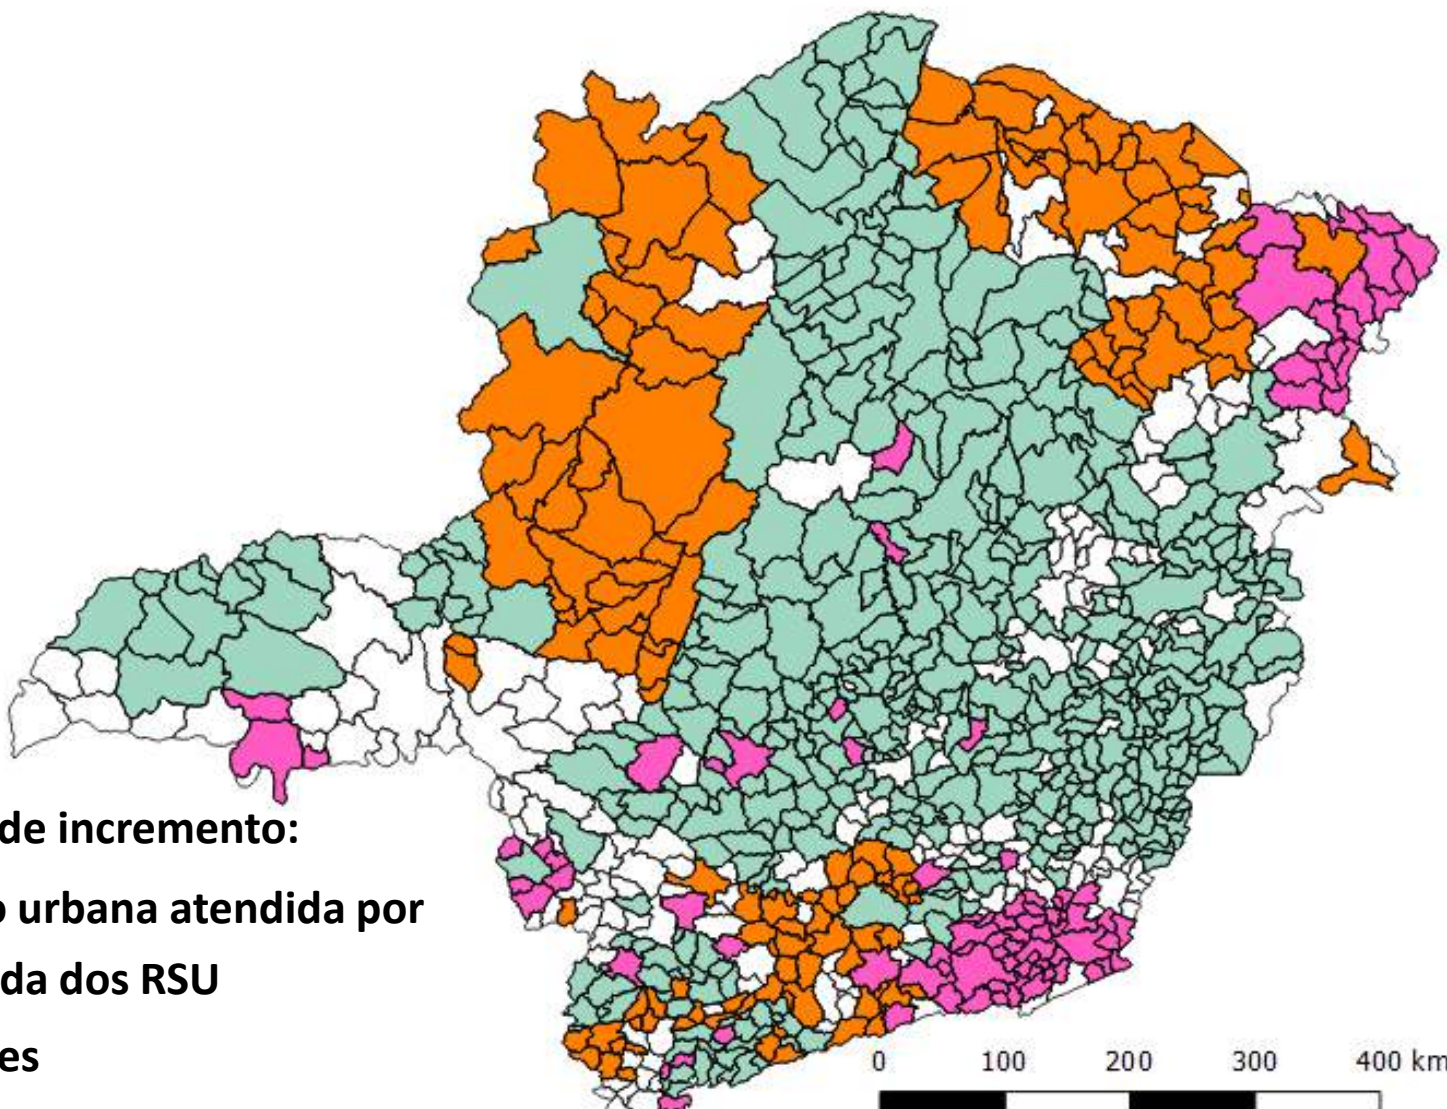 de incremento:
o urbana atendida por
da dos RSU
es
0 100 200 300 400 km